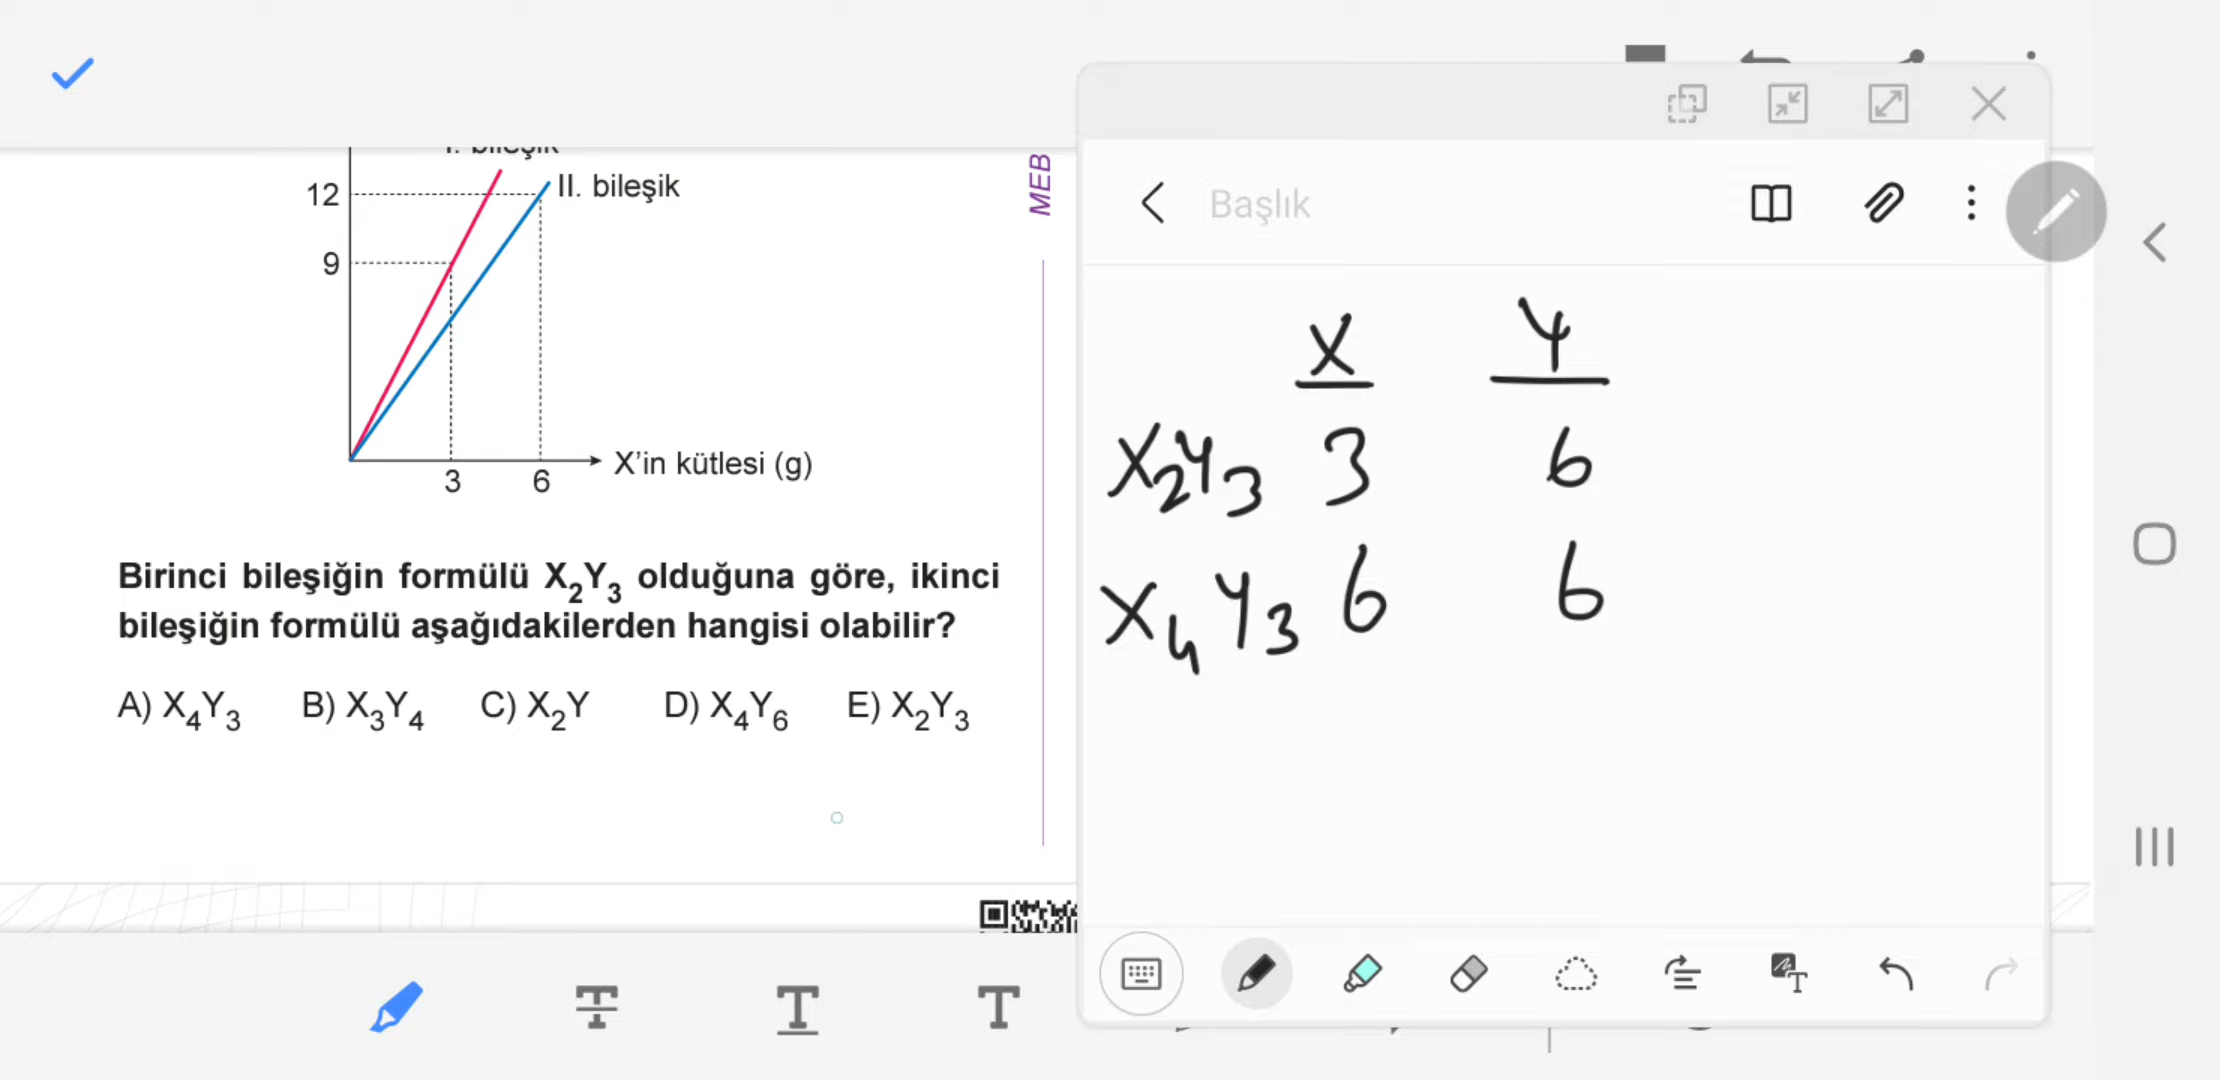 I. bileşik
12
II. bileşik
9
X'in kütlesi (g)
3 6
Birinci bileşiğin formülü X₂Y₃ olduğuna göre, ikinci
bileşiğin formülü aşağıdakilerden hangisi olabilir?
A) X₄Y₃ B) X₃Y₄ C) X₂Y D) X₄Y₆ E) X₂Y₃
MEB
Başlık
X Y
X₂Y₃ 3 6
X₄Y₃ 6 6
T T T